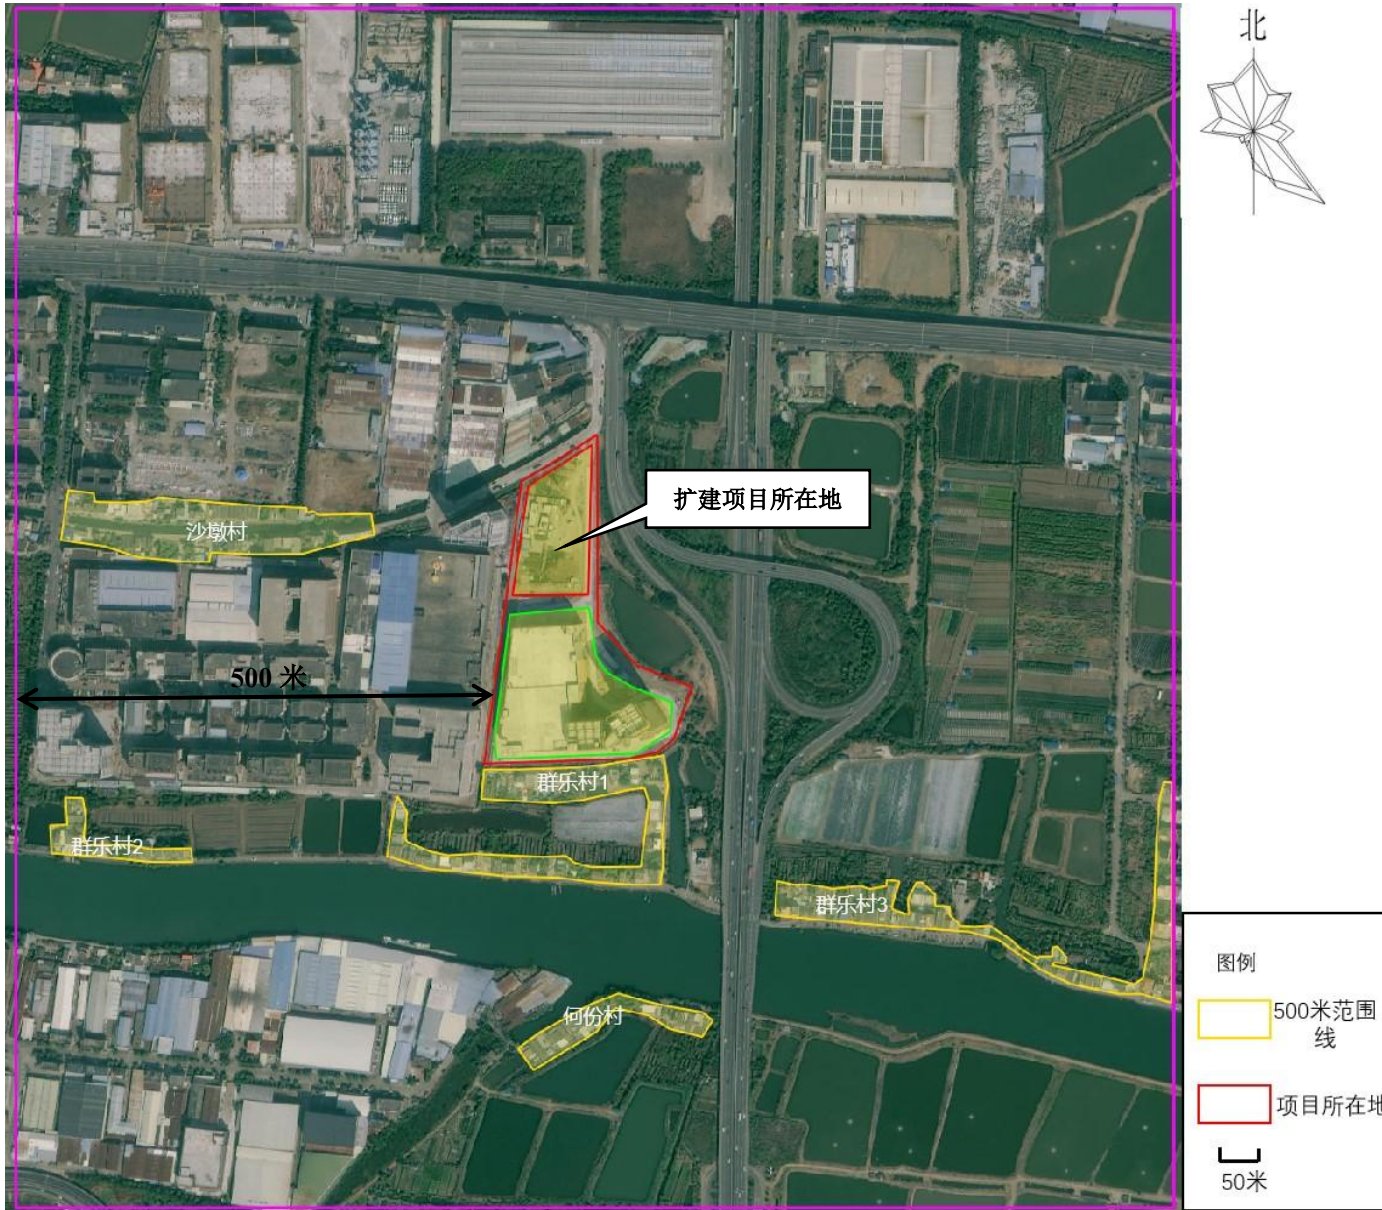 北
扩建项目所在地
沙墩村
500 米
群乐村1
群乐村2
群乐村3
何份村
图例
500米范围
线
项目所在地
50米